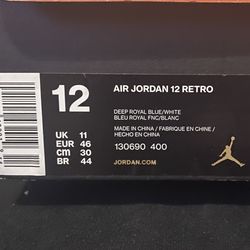 12
AIR JORDAN 12 RETRO
DEEP ROYAL BLUE/WHITE
BLEU ROYAL FNC/BLANC
UK 11
EUR 46
CM 30
BR 44
MADE IN CHINA / FABRIQUE EN CHINE /
HECHO EN CHINA
130690 400
JORDAN.COM